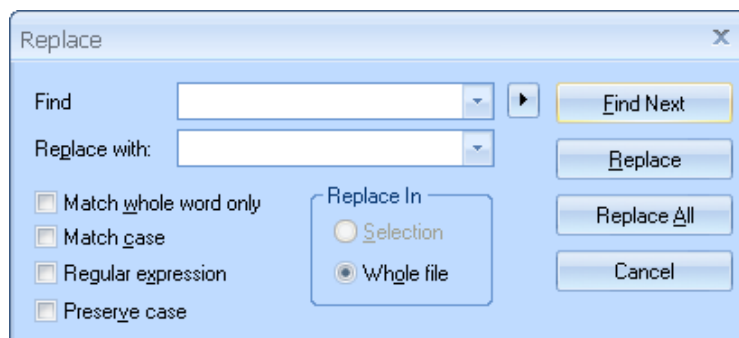 Replace
Find
Find Next
Replace with:
Replace
Match whole word only
Replace In
Match case
Selection
Replace All
Regular expression
Whole file
Cancel
Preserve case